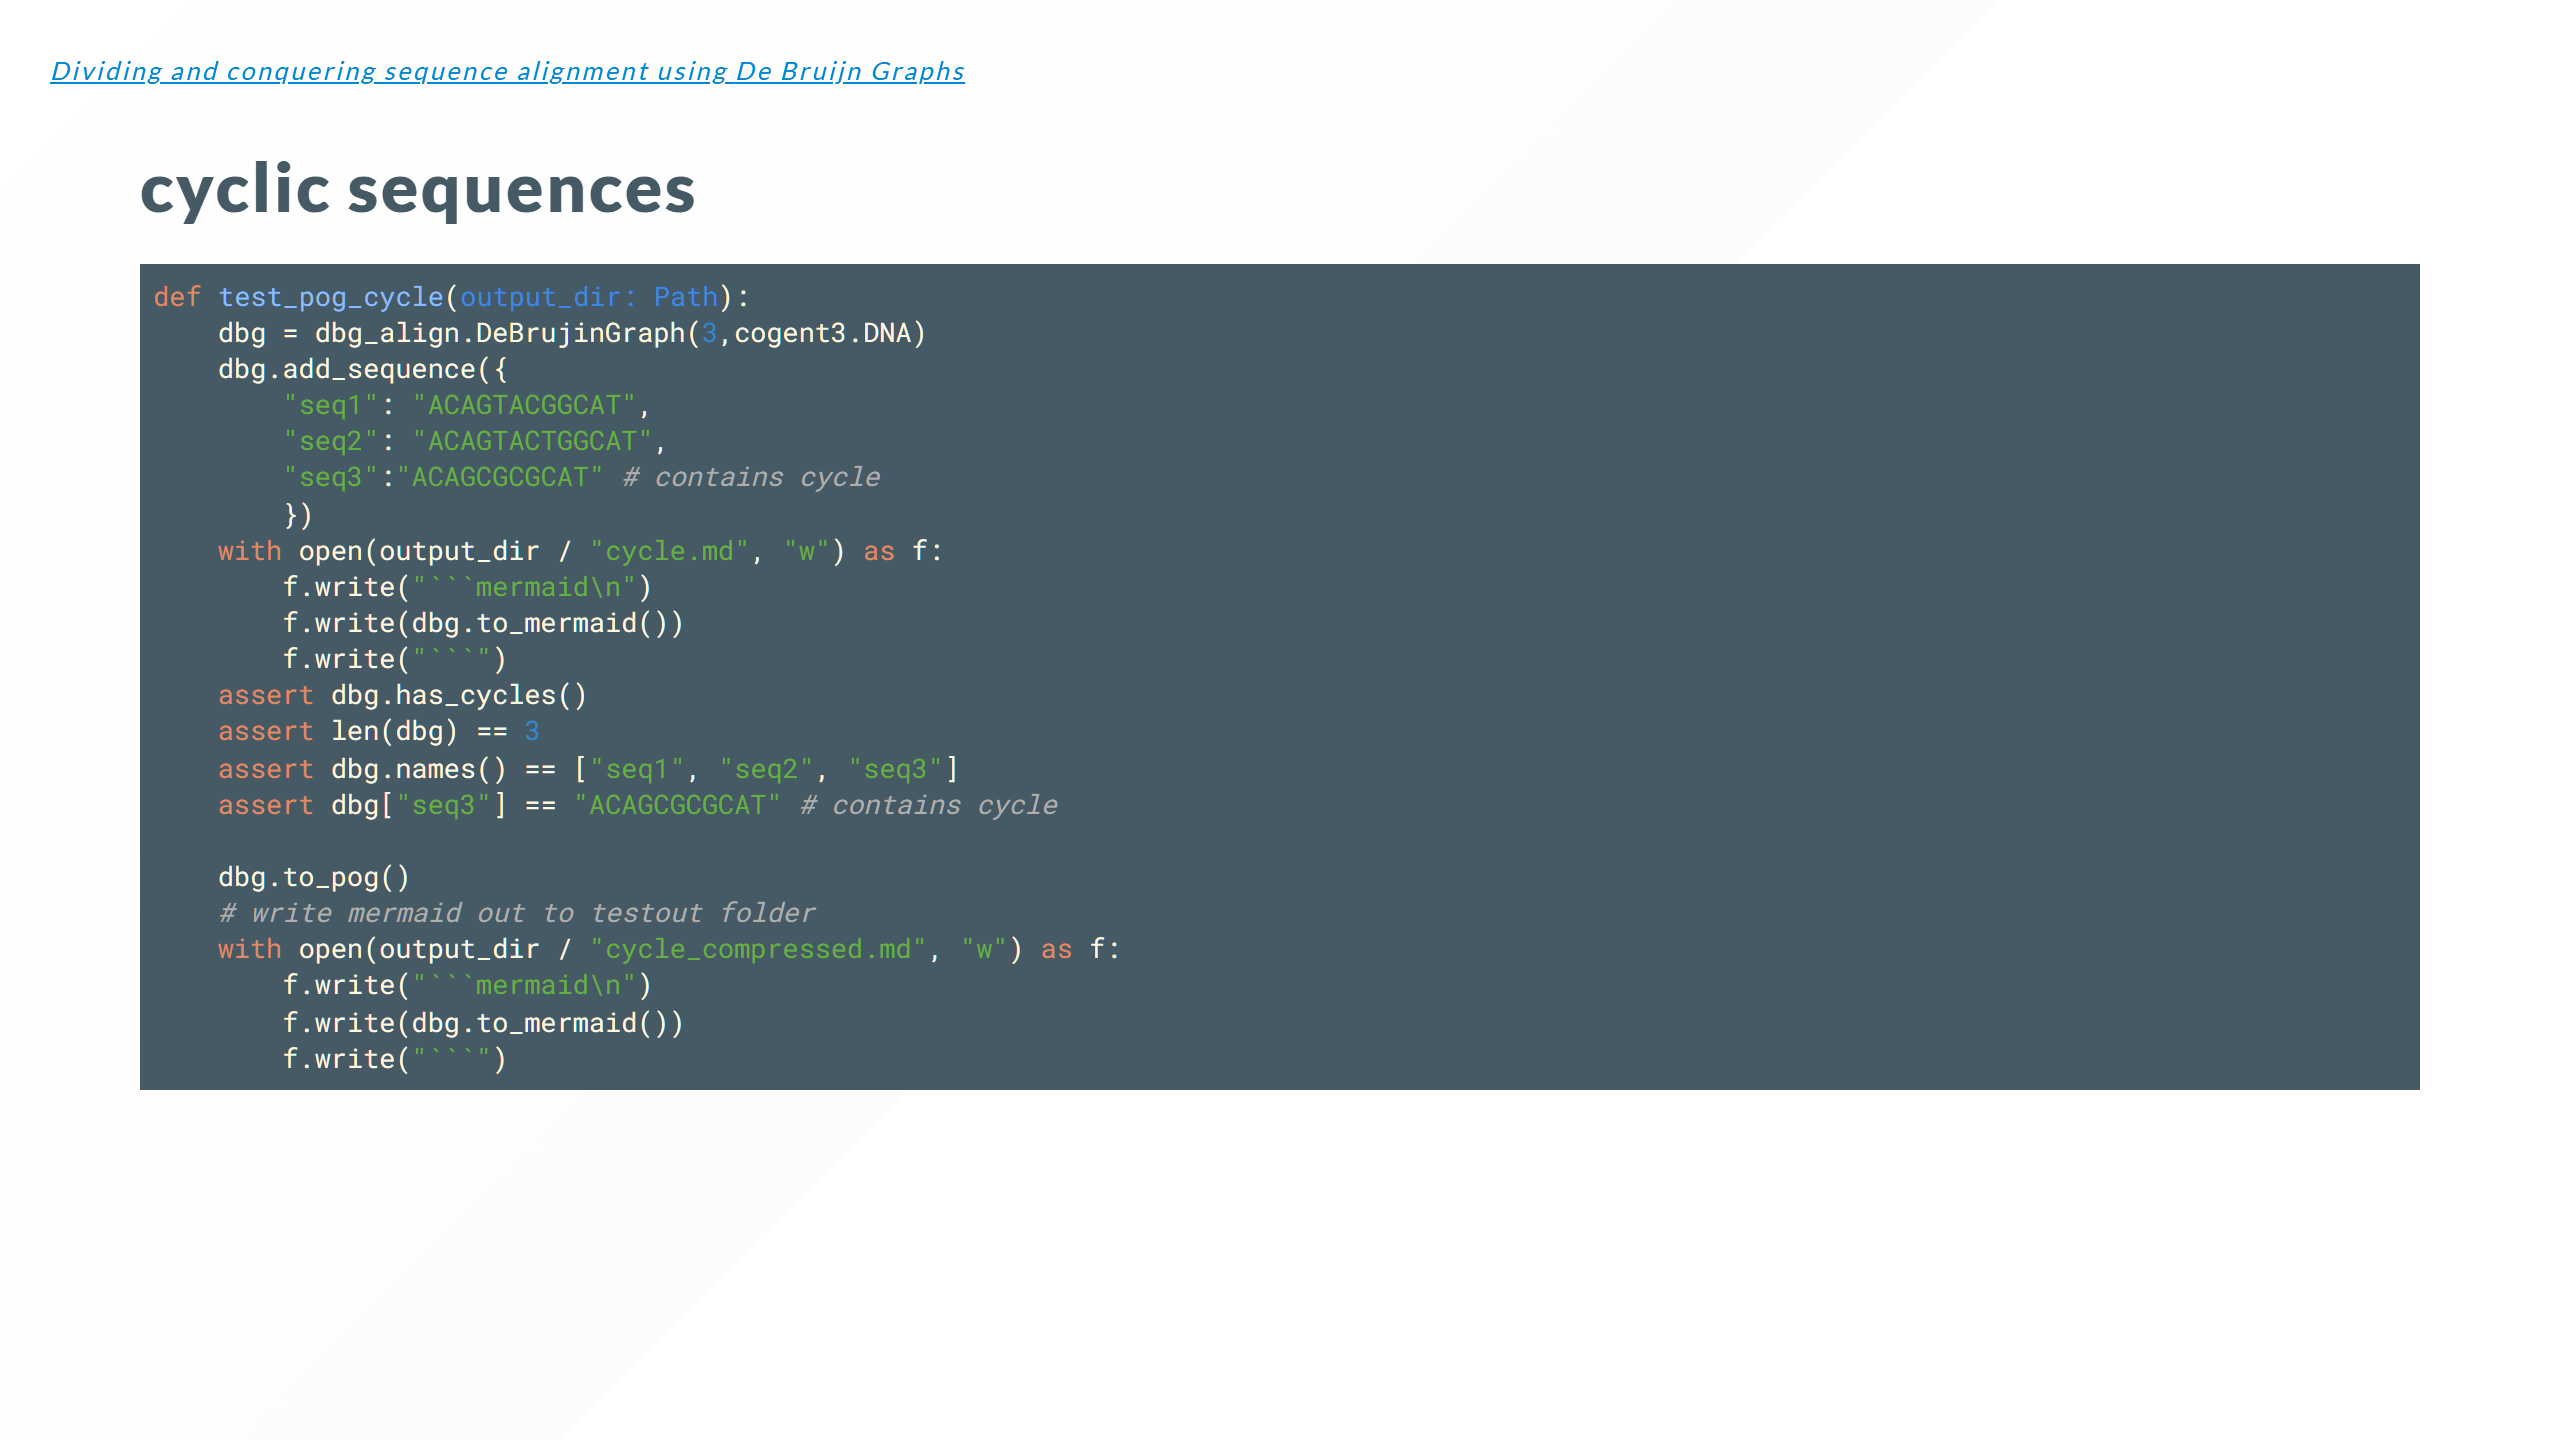 Dividing and conquering sequence alignment using De Bruijn Graphs
cyclic sequences
def test_pog_cycle(output_dir: Path):
    dbg = dbg_align.DeBrujinGraph(3,cogent3.DNA)
    dbg.add_sequence({
        "seq1": "ACAGTACGGCAT",
        "seq2": "ACAGTACTGGCAT",
        "seq3":"ACAGCGCGCAT" # contains cycle
        })
    with open(output_dir / "cycle.md", "w") as f:
        f.write("```mermaid\n")
        f.write(dbg.to_mermaid())
        f.write("```")
    assert dbg.has_cycles()
    assert len(dbg) == 3
    assert dbg.names() == ["seq1", "seq2", "seq3"]
    assert dbg["seq3"] == "ACAGCGCGCAT" # contains cycle

    dbg.to_pog()
    # write mermaid out to testout folder
    with open(output_dir / "cycle_compressed.md", "w") as f:
        f.write("```mermaid\n")
        f.write(dbg.to_mermaid())
        f.write("```")